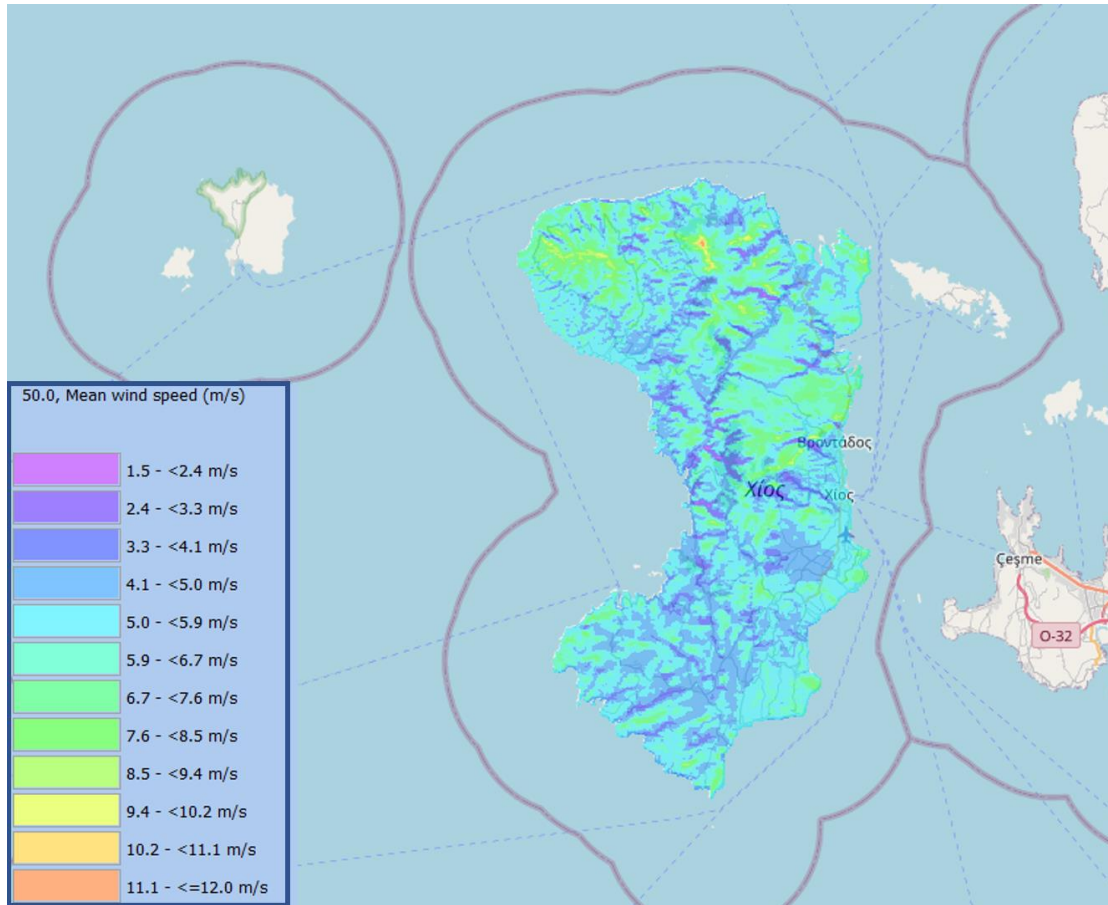 50.0, Mean wind speed (m/s)
1.5 - <2.4 m/s
2.4 - <3.3 m/s
3.3 - <4.1 m/s
4.1 - <5.0 m/s
5.0 - <5.9 m/s
5.9 - <6.7 m/s
6.7 - <7.6 m/s
7.6 - <8.5 m/s
8.5 - <9.4 m/s
9.4 - <10.2 m/s
10.2 - <11.1 m/s
11.1 - <=12.0 m/s
Βροντάδος
Χίος
Χίος
Çeşme
O-32